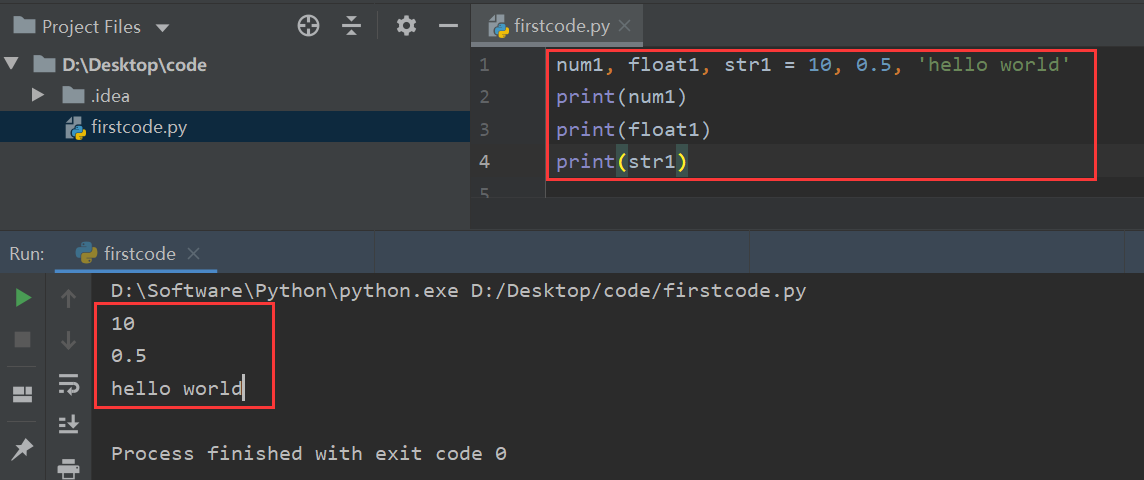 Project Files
D:\Desktop\code
.idea
firstcode.py
firstcode.py
1 num1, float1, str1 = 10, 0.5, 'hello world'
2 print(num1)
3 print(float1)
4 print(str1)
5
Run: firstcode
D:\Software\Python\python.exe D:/Desktop/code/firstcode.py
10
0.5
hello world
Process finished with exit code 0